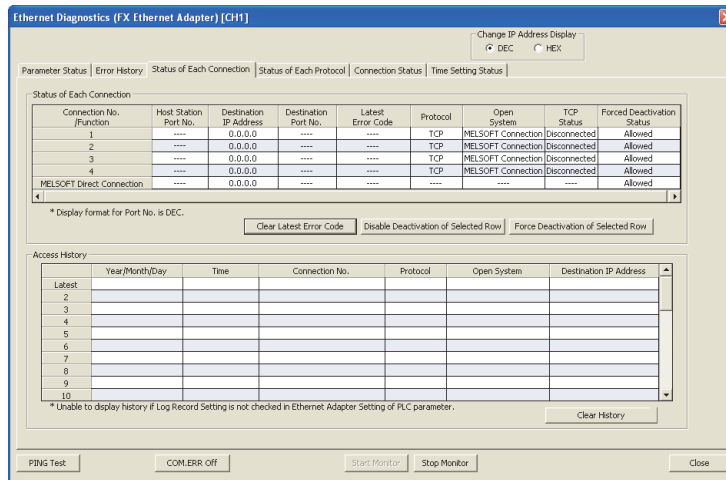 Ethernet Diagnostics (FX Ethernet Adapter) [CH1]
Change IP Address Display
DEC HEX
Parameter Status Error History Status of Each Connection Status of Each Protocol Connection Status Time Setting Status
Status of Each Connection
Connection No. /Function Host Station Port No. Destination IP Address Destination Port No. Latest Error Code Protocol Open System TCP Status Forced Deactivation Status
1 ---- 0.0.0.0 ---- ---- TCP MELSOFT Connection Disconnected Allowed
2 ---- 0.0.0.0 ---- ---- TCP MELSOFT Connection Disconnected Allowed
3 ---- 0.0.0.0 ---- ---- TCP MELSOFT Connection Disconnected Allowed
4 ---- 0.0.0.0 ---- ---- TCP MELSOFT Connection Disconnected Allowed
MELSOFT Direct Connection ---- 0.0.0.0 ---- ---- ---- ---- ---- Allowed
* Display format for Port No. is DEC.
Clear Latest Error Code Disable Deactivation of Selected Row Force Deactivation of Selected Row
Access History
Year/Month/Day Time Connection No. Protocol Open System Destination IP Address
Latest
2
3
4
5
6
7
8
9
10
* Unable to display history if Log Record Setting is not checked in Ethernet Adapter Setting of PLC parameter.
Clear History
PING Test COM.ERR Off Start Monitor Stop Monitor Close